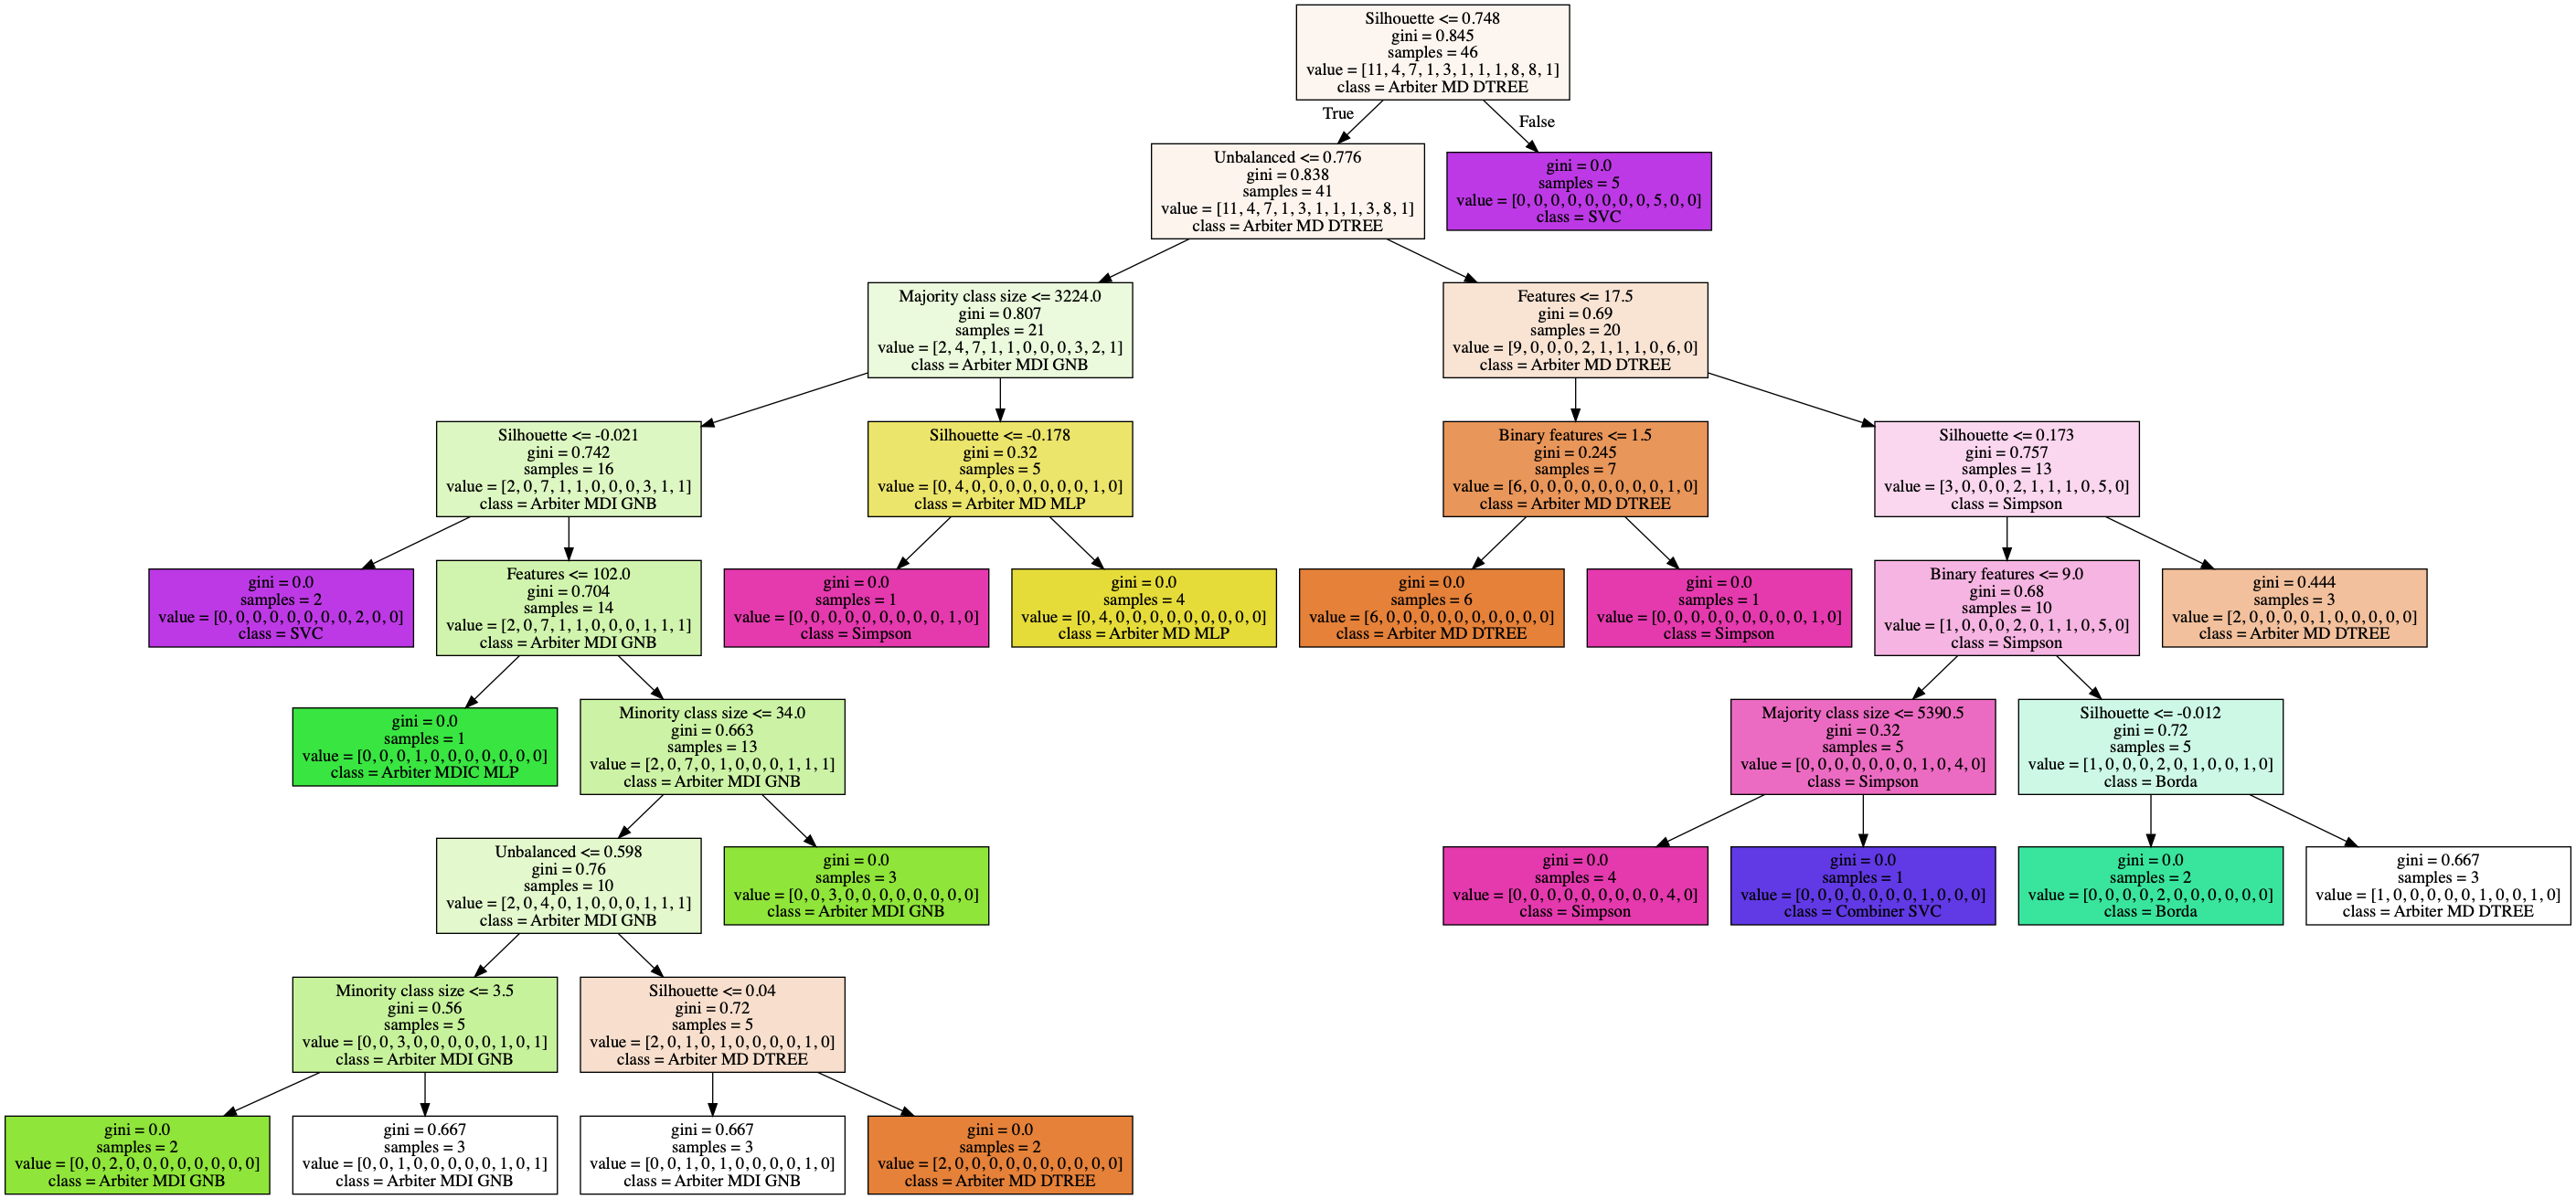 Silhouette <= 0.748
gini = 0.845
samples = 46
value = [11, 4, 7, 1, 3, 1, 1, 1, 8, 8, 1]
class = Arbiter MD DTREE
True
False
Unbalanced <= 0.776
gini = 0.838
samples = 41
value = [11, 4, 7, 1, 3, 1, 1, 1, 3, 8, 1]
class = Arbiter MD DTREE
gini = 0.0
samples = 5
value = [0, 0, 0, 0, 0, 0, 0, 0, 5, 0, 0]
class = SVC
Majority class size <= 3224.0
gini = 0.807
samples = 21
value = [2, 4, 7, 1, 1, 0, 0, 0, 3, 2, 1]
class = Arbiter MDI GNB
Features <= 17.5
gini = 0.69
samples = 20
value = [9, 0, 0, 0, 2, 1, 1, 1, 0, 6, 0]
class = Arbiter MD DTREE
Silhouette <= -0.021
gini = 0.742
samples = 16
value = [2, 0, 7, 1, 1, 0, 0, 0, 3, 1, 1]
class = Arbiter MDI GNB
Silhouette <= -0.178
gini = 0.32
samples = 5
value = [0, 4, 0, 0, 0, 0, 0, 0, 0, 1, 0]
class = Arbiter MD MLP
Binary features <= 1.5
gini = 0.245
samples = 7
value = [6, 0, 0, 0, 0, 0, 0, 0, 0, 1, 0]
class = Arbiter MD DTREE
Silhouette <= 0.173
gini = 0.757
samples = 13
value = [3, 0, 0, 0, 2, 1, 1, 1, 0, 5, 0]
class = Simpson
gini = 0.0
samples = 2
value = [0, 0, 0, 0, 0, 0, 0, 0, 2, 0, 0]
class = SVC
Features <= 102.0
gini = 0.704
samples = 14
value = [2, 0, 7, 1, 1, 0, 0, 0, 1, 1, 1]
class = Arbiter MDI GNB
gini = 0.0
samples = 1
value = [0, 0, 0, 0, 0, 0, 0, 0, 0, 1, 0]
class = Simpson
gini = 0.0
samples = 4
value = [0, 4, 0, 0, 0, 0, 0, 0, 0, 0, 0]
class = Arbiter MD MLP
gini = 0.0
samples = 6
value = [6, 0, 0, 0, 0, 0, 0, 0, 0, 0, 0]
class = Arbiter MD DTREE
gini = 0.0
samples = 1
value = [0, 0, 0, 0, 0, 0, 0, 0, 0, 1, 0]
class = Simpson
Binary features <= 9.0
gini = 0.68
samples = 10
value = [1, 0, 0, 0, 2, 0, 1, 1, 0, 5, 0]
class = Simpson
gini = 0.444
samples = 3
value = [2, 0, 0, 0, 0, 1, 0, 0, 0, 0, 0]
class = Arbiter MD DTREE
gini = 0.0
samples = 1
value = [0, 0, 0, 1, 0, 0, 0, 0, 0, 0, 0]
class = Arbiter MDIC MLP
Minority class size <= 34.0
gini = 0.663
samples = 13
value = [2, 0, 7, 0, 1, 0, 0, 0, 1, 1, 1]
class = Arbiter MDI GNB
Majority class size <= 5390.5
gini = 0.32
samples = 5
value = [0, 0, 0, 0, 0, 0, 0, 1, 0, 4, 0]
class = Simpson
Silhouette <= -0.012
gini = 0.72
samples = 5
value = [1, 0, 0, 0, 2, 0, 1, 0, 0, 1, 0]
class = Borda
Unbalanced <= 0.598
gini = 0.76
samples = 10
value = [2, 0, 4, 0, 1, 0, 0, 0, 1, 1, 1]
class = Arbiter MDI GNB
gini = 0.0
samples = 3
value = [0, 0, 3, 0, 0, 0, 0, 0, 0, 0, 0]
class = Arbiter MDI GNB
gini = 0.0
samples = 4
value = [0, 0, 0, 0, 0, 0, 0, 0, 0, 4, 0]
class = Simpson
gini = 0.0
samples = 1
value = [0, 0, 0, 0, 0, 0, 0, 1, 0, 0, 0]
class = Combiner SVC
gini = 0.0
samples = 2
value = [0, 0, 0, 0, 2, 0, 0, 0, 0, 0, 0]
class = Borda
gini = 0.667
samples = 3
value = [1, 0, 0, 0, 0, 0, 1, 0, 0, 1, 0]
class = Arbiter MD DTREE
Minority class size <= 3.5
gini = 0.56
samples = 5
value = [0, 0, 3, 0, 0, 0, 0, 0, 1, 0, 1]
class = Arbiter MDI GNB
Silhouette <= 0.04
gini = 0.72
samples = 5
value = [2, 0, 1, 0, 1, 0, 0, 0, 0, 1, 0]
class = Arbiter MD DTREE
gini = 0.0
samples = 2
value = [0, 0, 2, 0, 0, 0, 0, 0, 0, 0, 0]
class = Arbiter MDI GNB
gini = 0.667
samples = 3
value = [0, 0, 1, 0, 0, 0, 0, 0, 1, 0, 1]
class = Arbiter MDI GNB
gini = 0.667
samples = 3
value = [0, 0, 1, 0, 1, 0, 0, 0, 0, 1, 0]
class = Arbiter MDI GNB
gini = 0.0
samples = 2
value = [2, 0, 0, 0, 0, 0, 0, 0, 0, 0, 0]
class = Arbiter MD DTREE